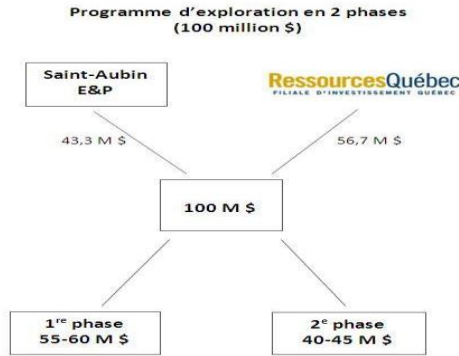 Programme d'exploration en 2 phases
(100 million $)
Saint-Aubin
E&P
RessourcesQuébec
FILIALE D'INVESTISSEMENT QUÉBEC
43,3 M $
56,7 M $
100 M $
1re phase
55-60 M $
2e phase
40-45 M $